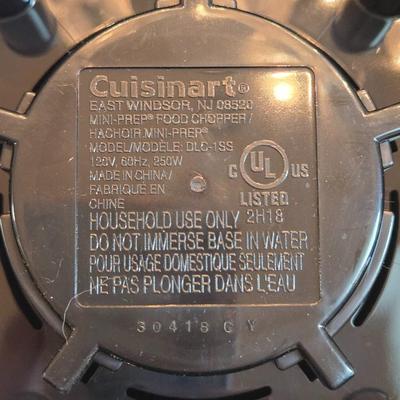 Cuisinart®
EAST WINDSOR, NJ 08520
MINI-PREP® FOOD CHOPPER/
HACHOIR MINI-PREP®
MODEL/MODÈLE: DLC-1SS
120V, 60Hz, 250W
MADE IN CHINA/
FABRIQUÉ EN
CHINE
C UL US
LISTED
HOUSEHOLD USE ONLY 2H18
DO NOT IMMERSE BASE IN WATER
POUR USAGE DOMESTIQUE SEULEMENT
NE PAS PLONGER DANS L'EAU
30418 G Y